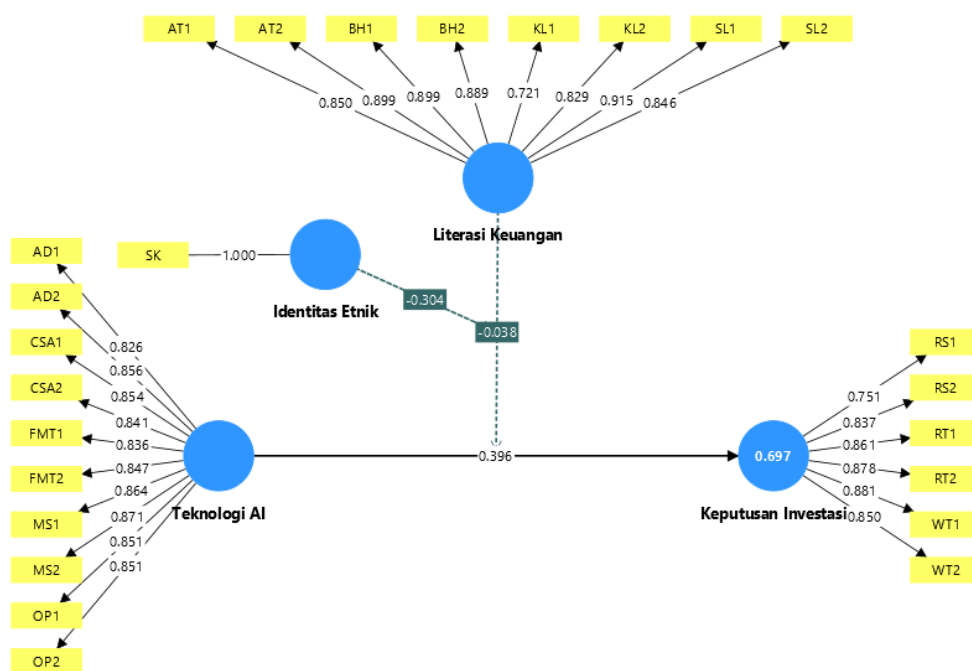 AT1
AT2
BH1
BH2
KL1
KL2
SL1
SL2
0.850
0.899
0.899
0.889
0.721
0.829
0.915
0.846
Literasi Keuangan
SK
1.000
Identitas Etnik
-0.304
-0.038
AD1
AD2
CSA1
CSA2
FMT1
FMT2
MS1
MS2
OP1
OP2
0.826
0.856
0.854
0.841
0.836
0.847
0.864
0.871
0.851
0.851
Teknologi AI
0.396
0.697
Keputusan Investasi
0.751
0.837
0.861
0.878
0.881
0.850
RS1
RS2
RT1
RT2
WT1
WT2